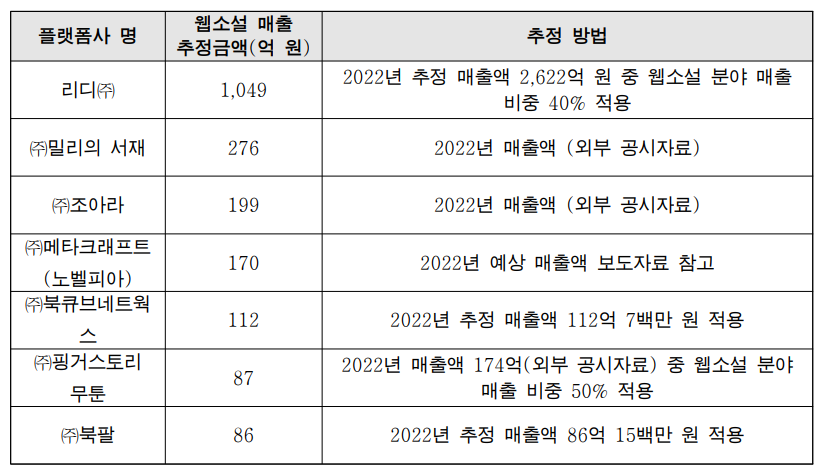 플랫폼사 명
웹소설 매출
추정금액(억 원)
추정 방법
리디㈜
1,049
2022년 추정 매출액 2,622억 원 중 웹소설 분야 매출
비중 40% 적용
㈜밀리의 서재
276
2022년 매출액 (외부 공시자료)
㈜조아라
199
2022년 매출액 (외부 공시자료)
㈜메타크래프트
(노벨피아)
170
2022년 예상 매출액 보도자료 참고
㈜북큐브네트웍
스
112
2022년 추정 매출액 112억 7백만 원 적용
㈜핑거스토리
무툰
87
2022년 매출액 174억(외부 공시자료) 중 웹소설 분야
매출 비중 50% 적용
㈜북팔
86
2022년 추정 매출액 86억 15백만 원 적용